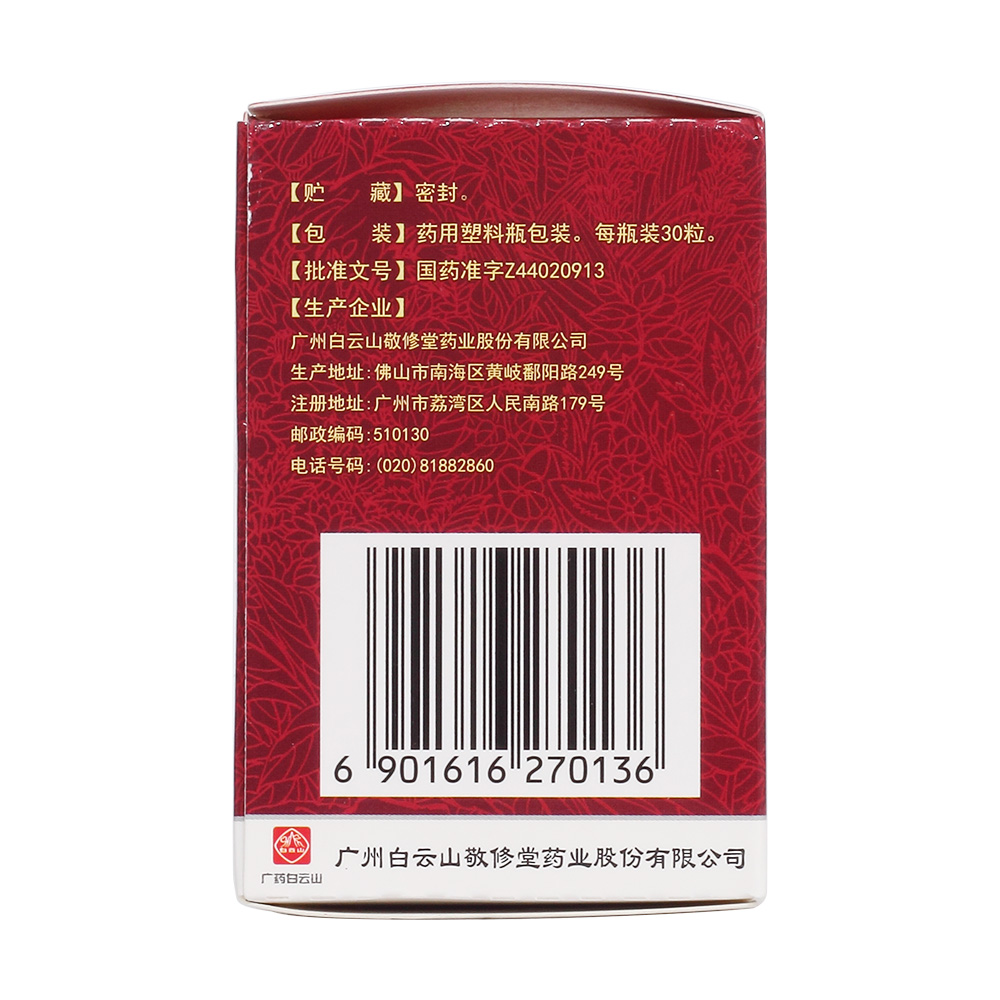 【贮　　藏】密封。
【包　　装】药用塑料瓶包装。每瓶装30粒。
【批准文号】国药准字Z44020913
【生产企业】
广州白云山敬修堂药业股份有限公司
生产地址:佛山市南海区黄岐鄱阳路249号
注册地址:广州市荔湾区人民南路179号
邮政编码:510130
电话号码:(020)81882860
6 901616 270136
白云山
广药白云山
广州白云山敬修堂药业股份有限公司